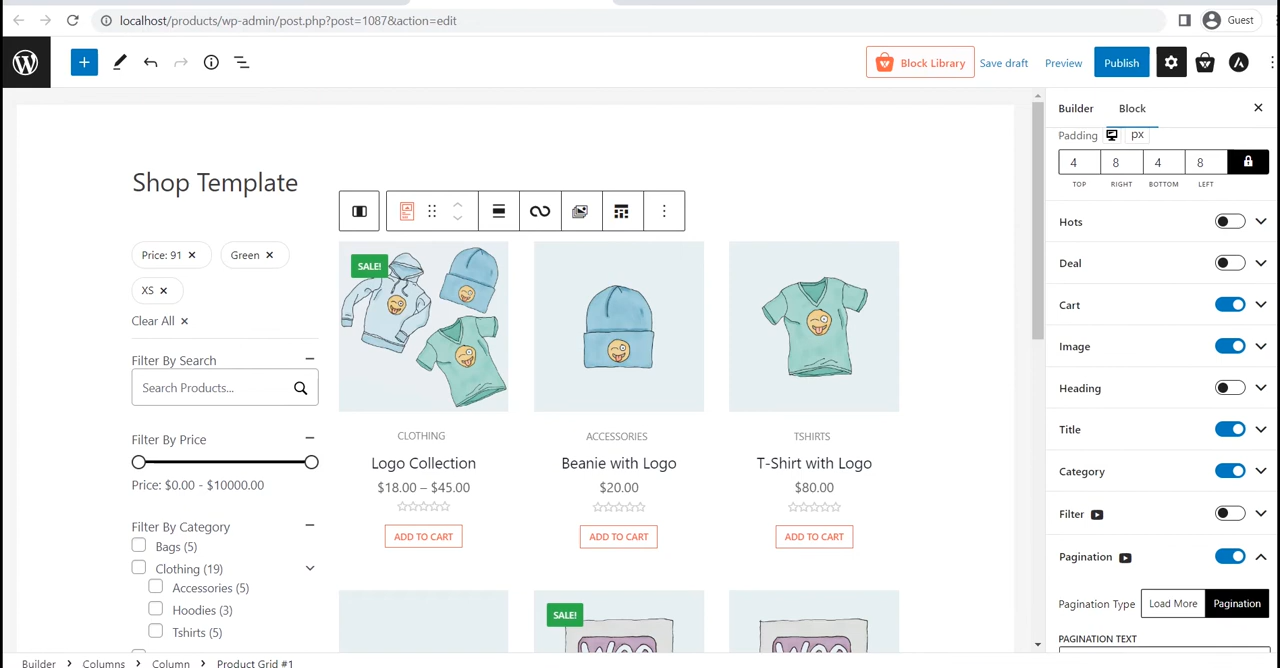 localhost/products/wp-admin/post.php?post=1087&action=edit
Guest
Block Library
Save draft
Preview
Publish
Builder
Block
Padding
px
4
8
4
8
TOP
RIGHT
BOTTOM
LEFT
Hots
Deal
Cart
Image
Heading
Title
Category
Filter
Pagination
Pagination Type
Load More
Pagination
PAGINATION TEXT
Shop Template
Price: 91 ×
Green ×
XS ×
Clear All ×
Filter By Search
Search Products...
Filter By Price
Price: $0.00 - $10000.00
Filter By Category
Bags (5)
Clothing (19)
Accessories (5)
Hoodies (3)
Tshirts (5)
SALE!
CLOTHING
Logo Collection
$18.00 – $45.00
ADD TO CART
ACCESSORIES
Beanie with Logo
$20.00
ADD TO CART
TSHIRTS
T-Shirt with Logo
$80.00
ADD TO CART
SALE!
Woo
Woo
Builder > Columns > Column > Product Grid #1